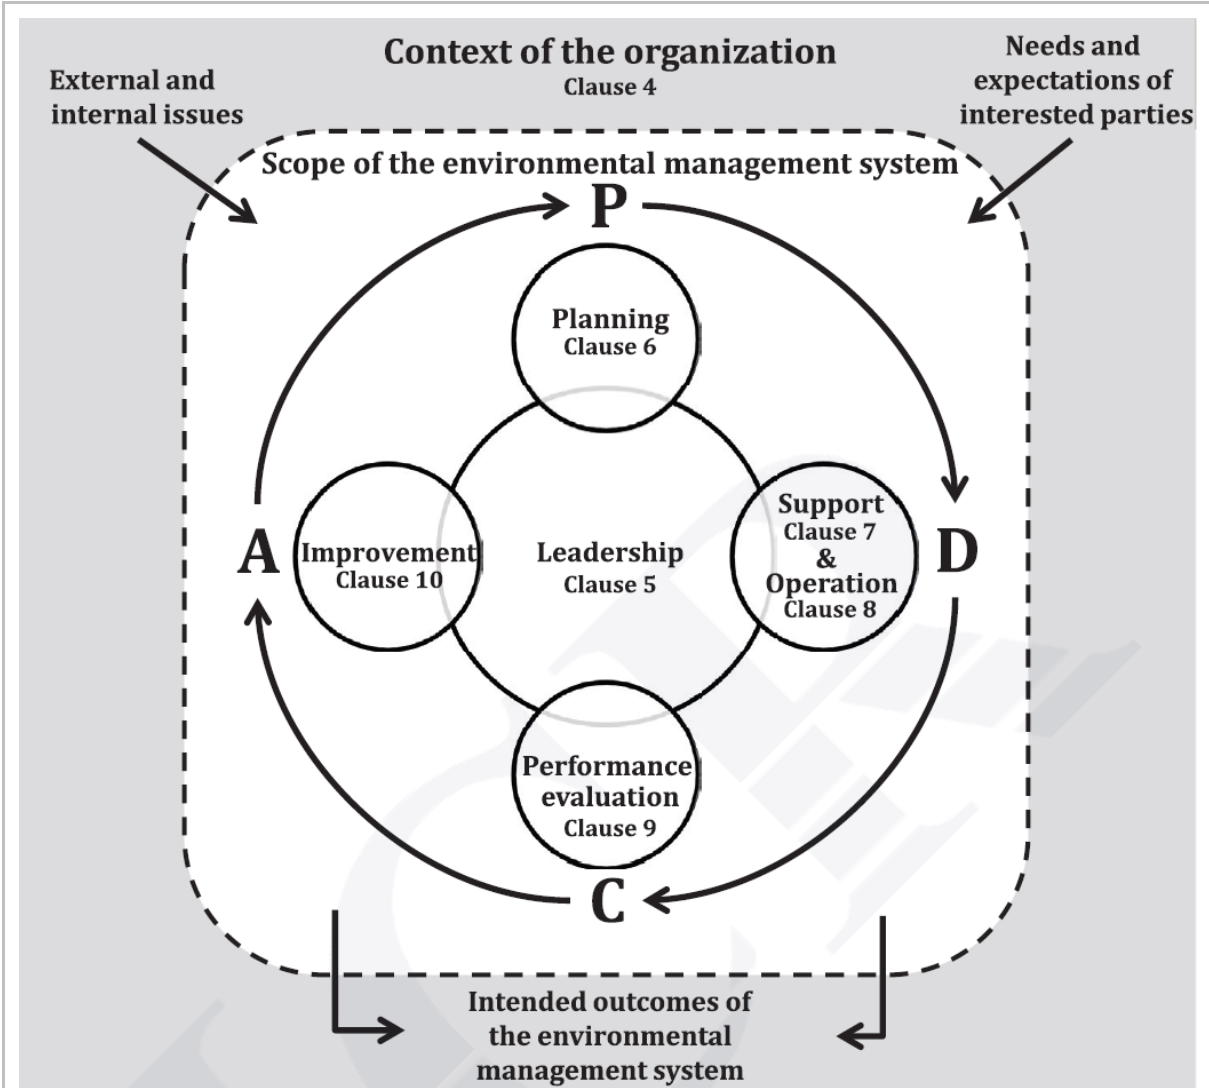 Context of the organization
Clause 4
External and
internal issues
Needs and
expectations of
interested parties
Scope of the environmental management system
P
Planning
Clause 6
A
Improvement
Clause 10
Leadership
Clause 5
Support
Clause 7
&
Operation
Clause 8
D
Performance
evaluation
Clause 9
C
Intended outcomes of
the environmental
management system